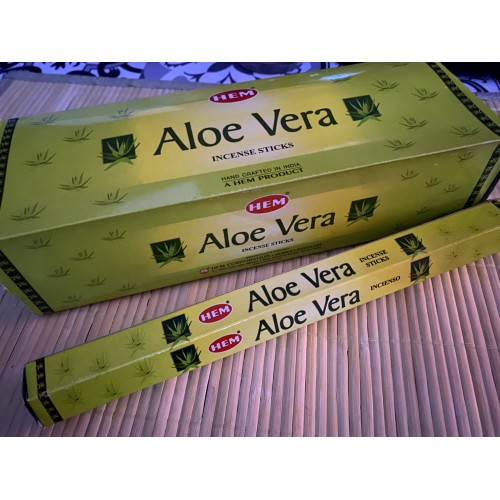 HEM
Aloe Vera
INCENSE STICKS
HAND CRAFTED IN INDIA
A HEM PRODUCT
HEM
Aloe Vera
INCENSE STICKS
HEM
Aloe Vera
INCENSE
STICKS
HEM
Aloe Vera
INCIENSO